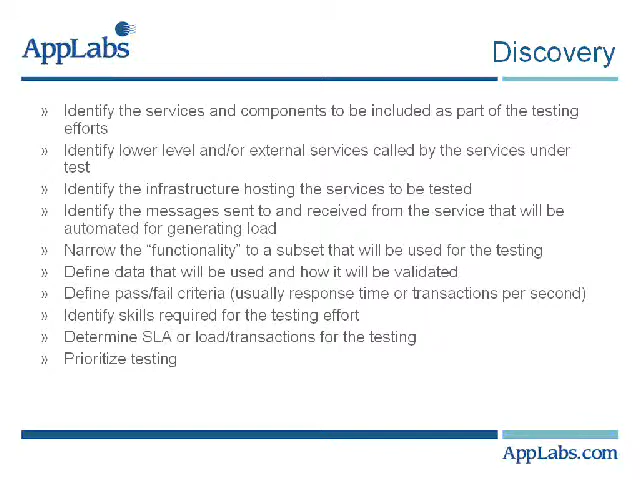 AppLabs
Discovery
» Identify the services and components to be included as part of the testing
efforts
» Identify lower level and/or external services called by the services under
test
» Identify the infrastructure hosting the services to be tested
» Identify the messages sent to and received from the service that will be
automated for generating load
» Narrow the “functionality” to a subset that will be used for the testing
» Define data that will be used and how it will be validated
» Define pass/fail criteria (usually response time or transactions per second)
» Identify skills required for the testing effort
» Determine SLA or load/transactions for the testing
» Prioritize testing
AppLabs.com